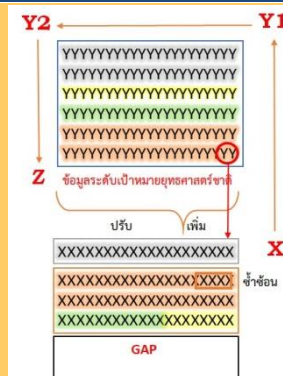 Y2
Y1
YYYYYYYYYYYYYYYYYYYY
YYYYYYYYYYYYYYYYYYYY
YYYYYYYYYYYYYYYYYYYY
YYYYYYYYYYYYYYYYYYYY
YYYYYYYYYYYYYYYYYYYY
YYYYYYYYYYYYYYYYYYYY
Z
ข้อมูลระดับเป้าหมายยุทธศาสตร์ชาติ
ปรับ
เพิ่ม
X
XXXXXXXXXXXXXXXXXXXX
XXXXXXXXXXXXXXXXXXXX
ซ้ำซ้อน
XXXXXXXXXXXXXXXXXXXX
XXXXXXXXXXXXXXXXXXXX
GAP